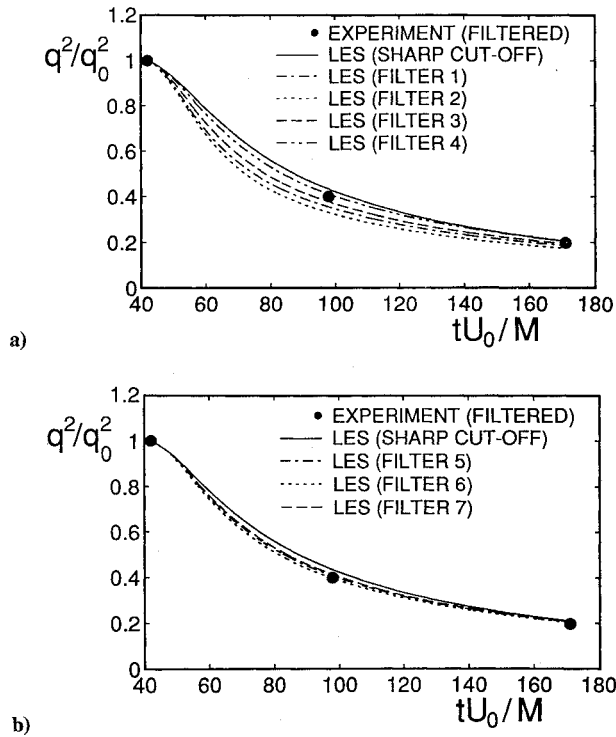 1.2
q²/q₀²
1
0.8
0.6
0.4
0.2
0
40 60 80 100 120 140 160 180
tU₀/M
● EXPERIMENT (FILTERED)
LES (SHARP CUT-OFF)
LES (FILTER 1)
LES (FILTER 2)
LES (FILTER 3)
LES (FILTER 4)
a)
1.2
q²/q₀²
1
0.8
0.6
0.4
0.2
0
40 60 80 100 120 140 160 180
tU₀/M
● EXPERIMENT (FILTERED)
LES (SHARP CUT-OFF)
LES (FILTER 5)
LES (FILTER 6)
LES (FILTER 7)
b)